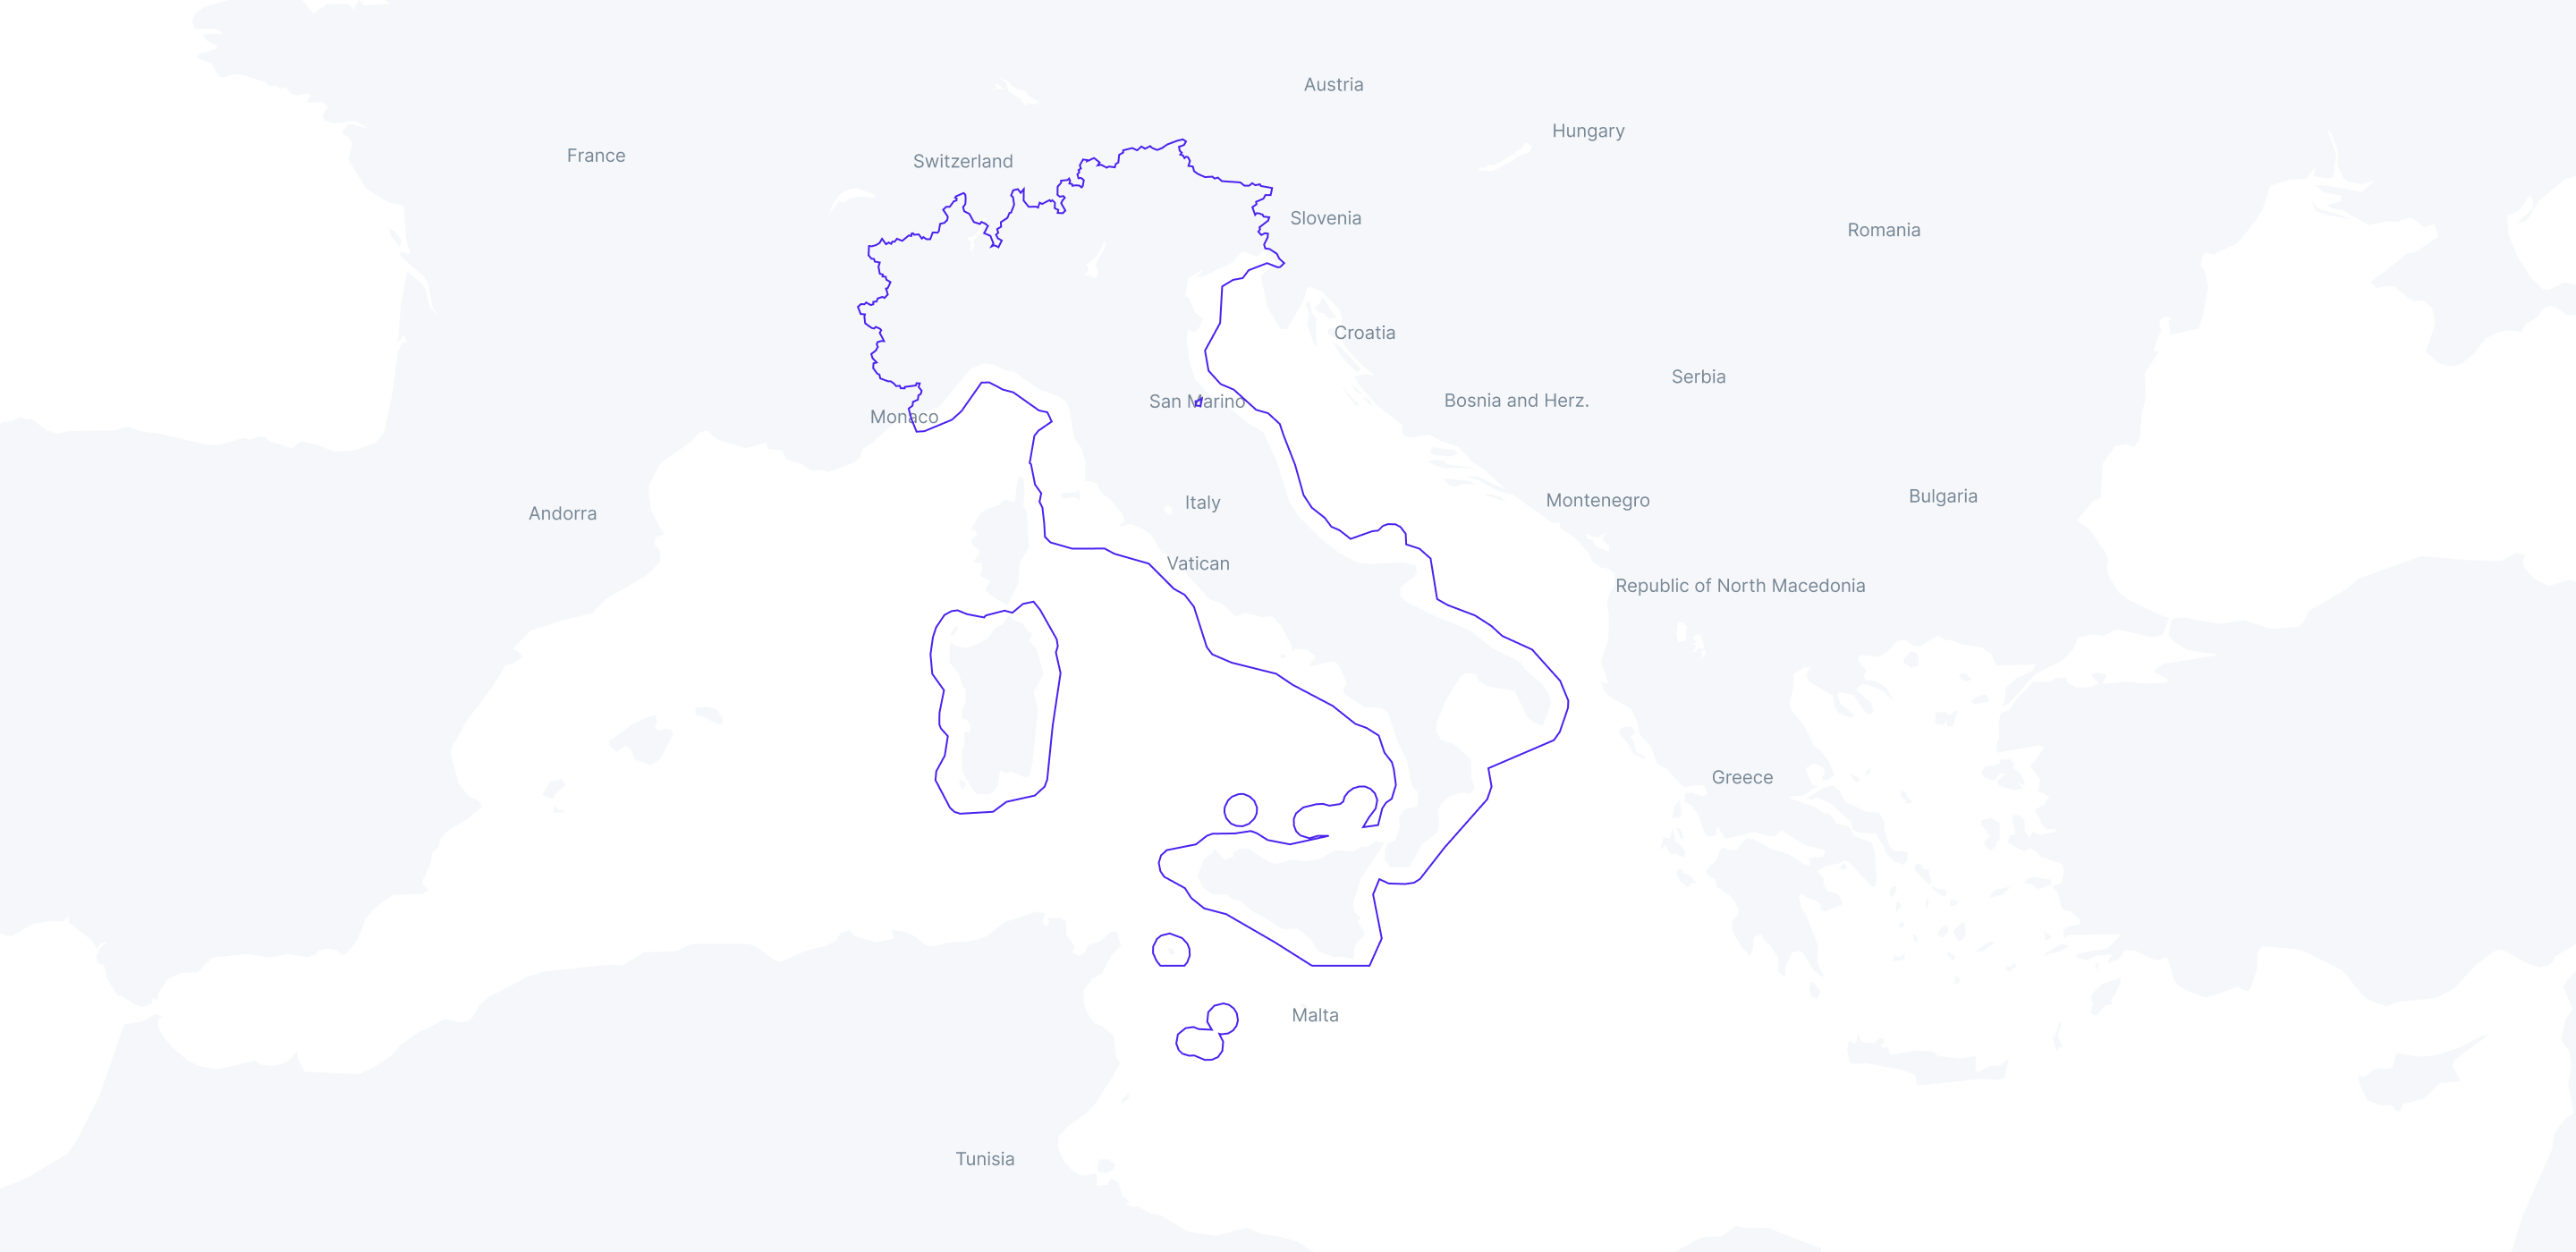 Austria
Hungary
France
Switzerland
Slovenia
Romania
Croatia
Serbia
San Marino
Bosnia and Herz.
Monaco
Bulgaria
Montenegro
Italy
Andorra
Vatican
Republic of North Macedonia
Greece
Malta
Tunisia